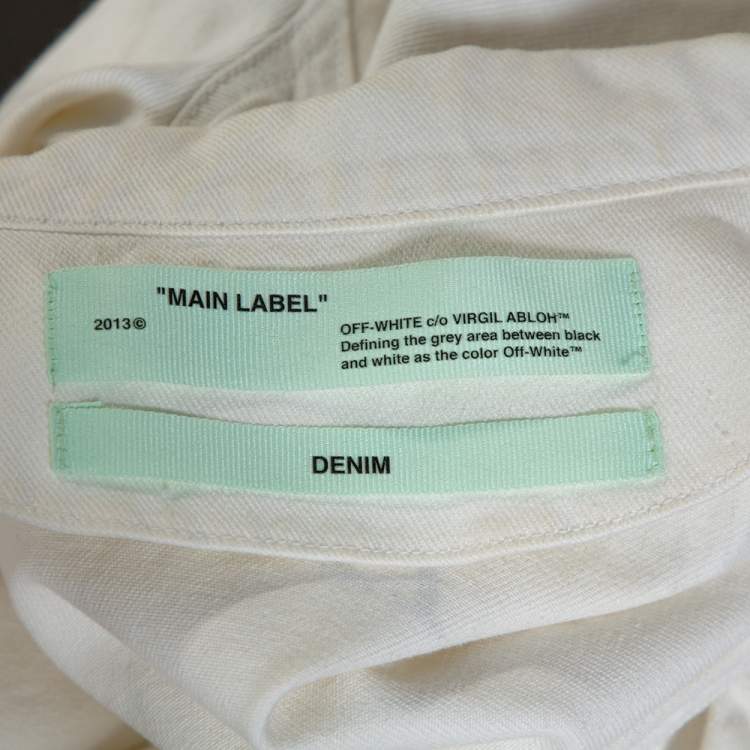 "MAIN LABEL"
2013©
OFF-WHITE c/o VIRGIL ABLOH™
Defining the grey area between black
and white as the color Off-White™
DENIM